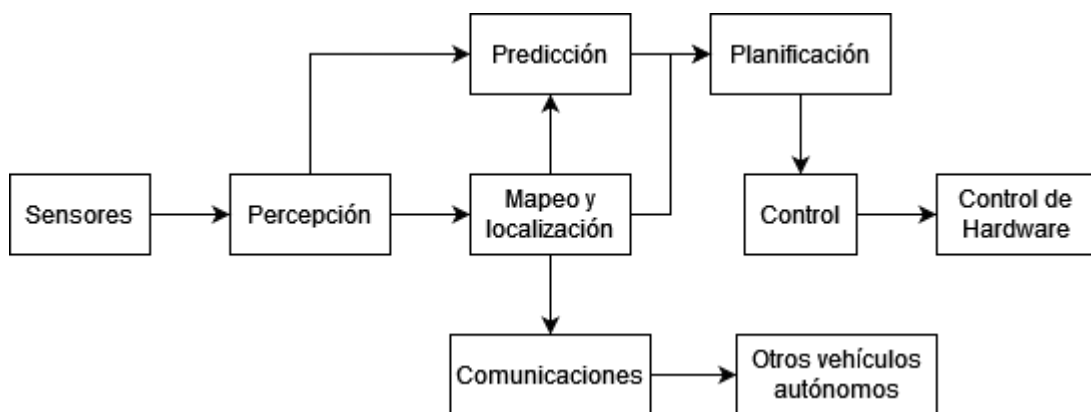 Predicción
Planificación
Sensores
Percepción
Mapeo y
localización
Control
Control de
Hardware
Comunicaciones
Otros vehículos
autónomos